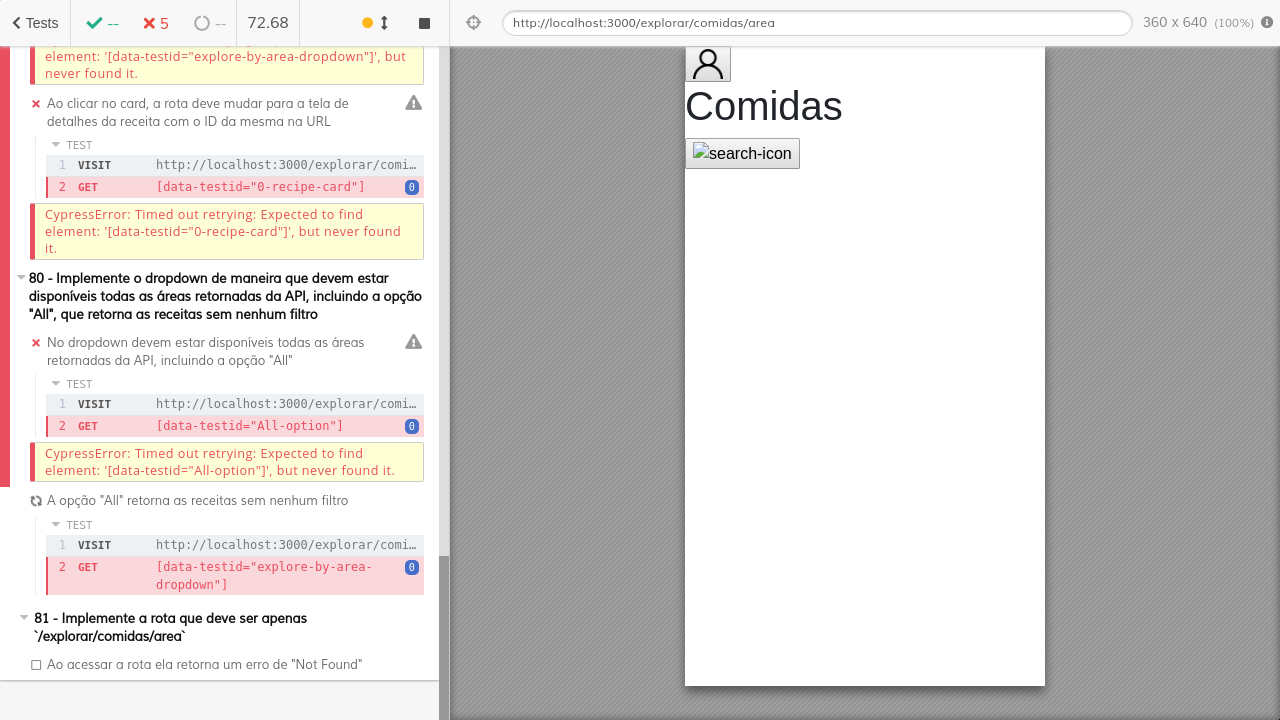 Tests
--
5
--
72.68
http://localhost:3000/explorar/comidas/area
360 x 640 (100%)
element: '[data-testid="explore-by-area-dropdown"]', but
never found it.
Ao clicar no card, a rota deve mudar para a tela de
detalhes da receita com o ID da mesma na URL
TEST
1 VISIT http://localhost:3000/explorar/comi…
2 GET [data-testid="0-recipe-card"] 0
CypressError: Timed out retrying: Expected to find
element: '[data-testid="0-recipe-card"]', but never found
it.
80 - Implemente o dropdown de maneira que devem estar
disponíveis todas as áreas retornadas da API, incluindo a opção
"All", que retorna as receitas sem nenhum filtro
No dropdown devem estar disponíveis todas as áreas
retornadas da API, incluindo a opção "All"
TEST
1 VISIT http://localhost:3000/explorar/comi…
2 GET [data-testid="All-option"] 0
CypressError: Timed out retrying: Expected to find
element: '[data-testid="All-option"]', but never found it.
A opção "All" retorna as receitas sem nenhum filtro
TEST
1 VISIT http://localhost:3000/explorar/comi…
2 GET [data-testid="explore-by-area- 0
dropdown"]
81 - Implemente a rota que deve ser apenas
`/explorar/comidas/area`
Ao acessar a rota ela retorna um erro de "Not Found"
Comidas
search-icon